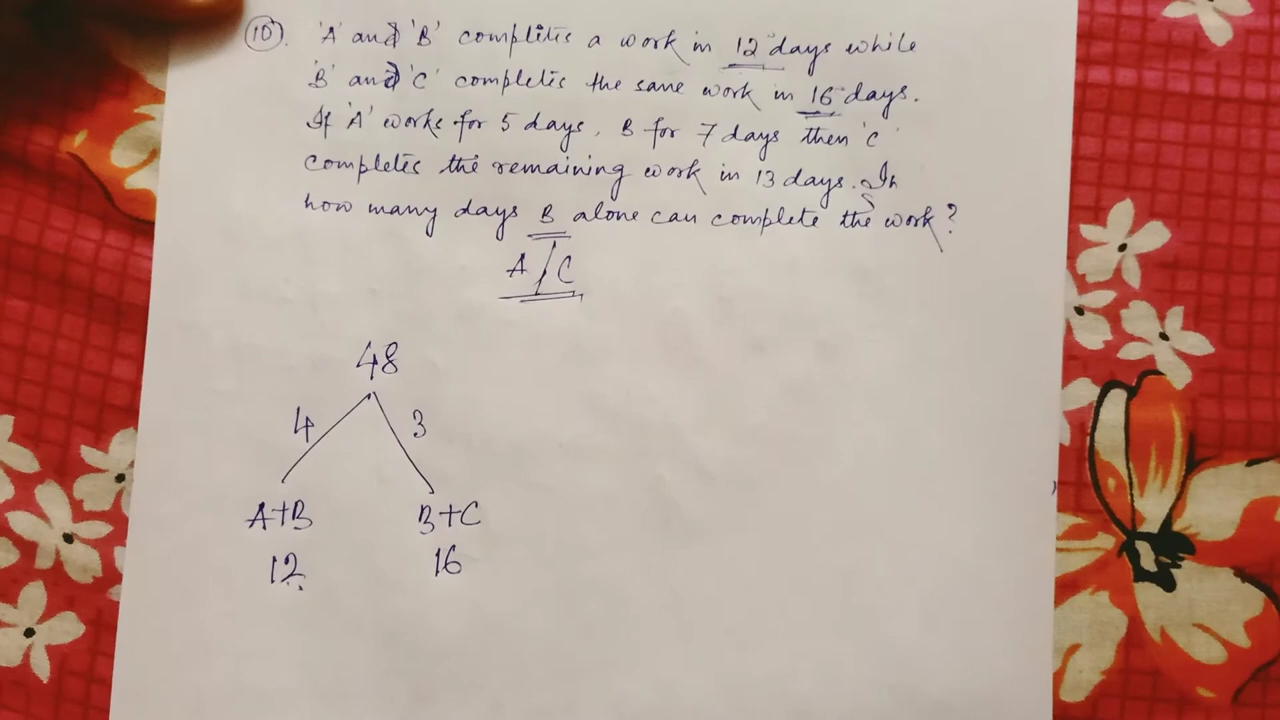 10. 'A' and 'B' completes a work in 12 days while
'B' and 'C' completes the same work in 16 days.
If 'A' works for 5 days, B for 7 days then 'C'
completes the remaining work in 13 days. In
how many days B alone can complete the work?
A/C
48
4 3
A+B B+C
12 16